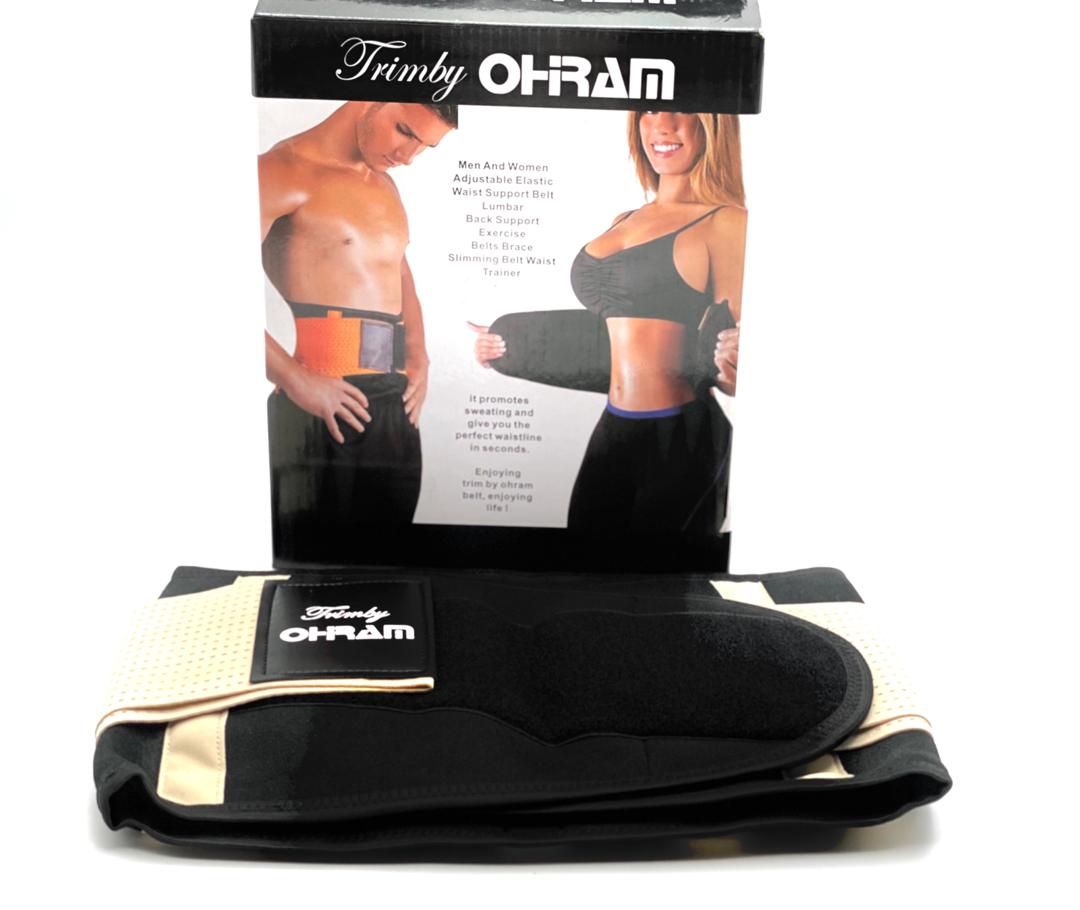 Trimby OHRAM
Men And Women
Adjustable Elastic
Waist Support Belt
Lumbar
Back Support
Exercise
Belts Brace
Slimming Belt Waist
Trainer
it promotes
sweating and
give you the
perfect waistline
in seconds.
Enjoying
trim by ohram
belt, enjoying
life !
Trimby
OHRAM